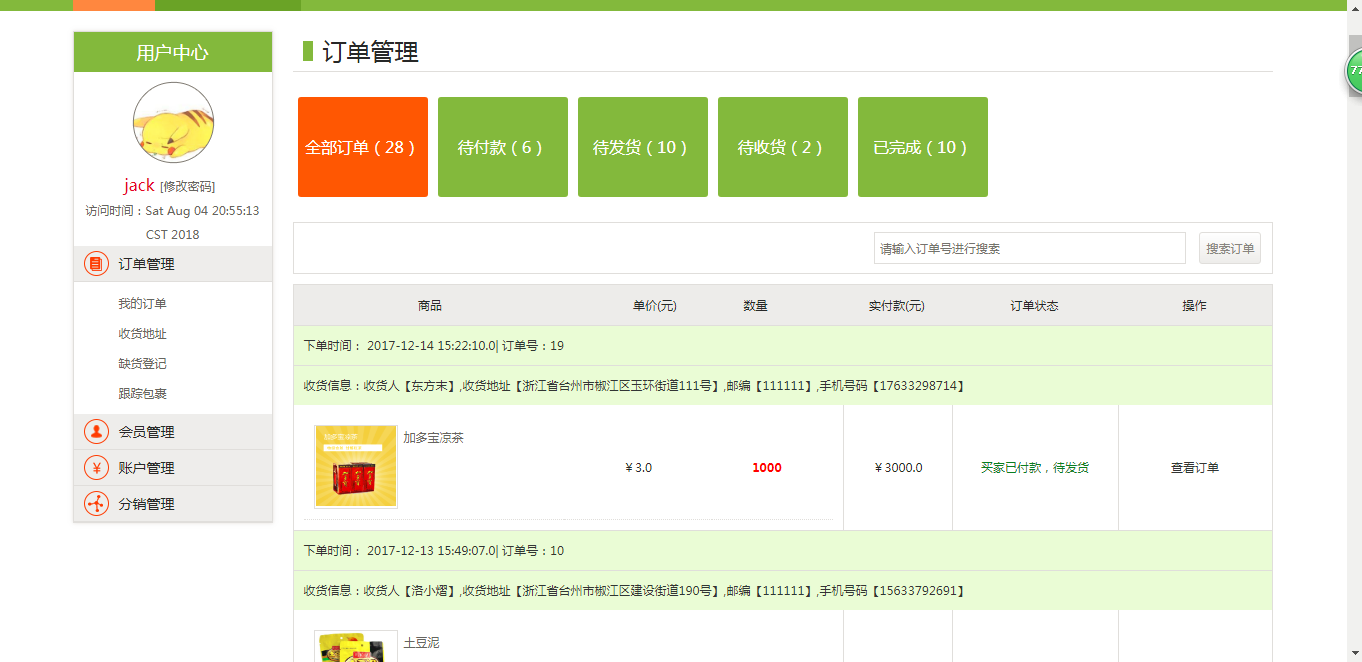 用户中心
jack [修改密码]
访问时间：Sat Aug 04 20:55:13
CST 2018
订单管理
我的订单
收货地址
缺货登记
跟踪包裹
会员管理
账户管理
分销管理
订单管理
全部订单（28） 待付款（6） 待发货（10） 待收货（2） 已完成（10）
请输入订单号进行搜索 搜索订单
商品 单价(元) 数量 实付款(元) 订单状态 操作
下单时间： 2017-12-14 15:22:10.0| 订单号：19
收货信息：收货人【东方末】,收货地址【浙江省台州市椒江区玉环街道111号】,邮编【111111】,手机号码【17633298714】
加多宝凉茶
¥ 3.0 1000 ¥ 3000.0 买家已付款，待发货 查看订单
下单时间： 2017-12-13 15:49:07.0| 订单号：10
收货信息：收货人【洛小熠】,收货地址【浙江省台州市椒江区建设街道190号】,邮编【111111】,手机号码【15633792691】
土豆泥
77